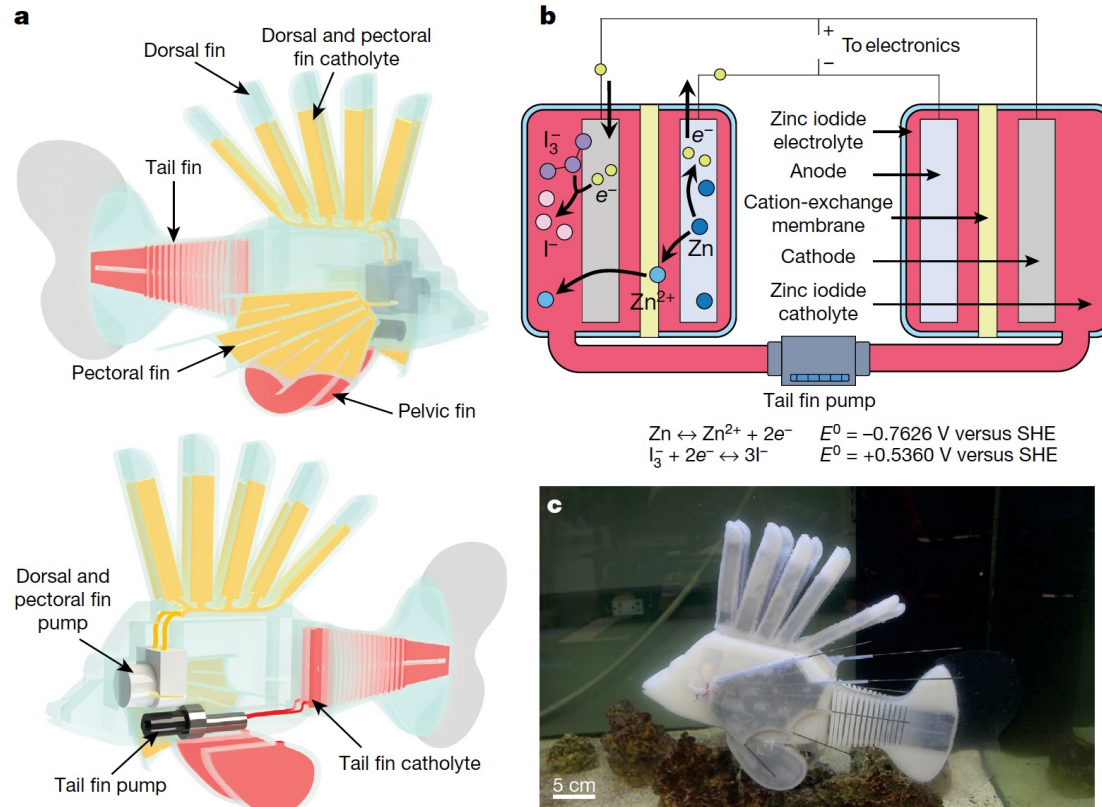 a
Dorsal fin
Dorsal and pectoral
fin catholyte
Tail fin
Pectoral fin
Pelvic fin
Dorsal and
pectoral fin
pump
Tail fin pump
Tail fin catholyte
b
+
To electronics
−
I₃⁻
e⁻
I⁻
e⁻
Zn
Zn²⁺
Zinc iodide
electrolyte
Anode
Cation-exchange
membrane
Cathode
Zinc iodide
catholyte
Tail fin pump
Zn ↔ Zn²⁺ + 2e⁻ E⁰ = –0.7626 V versus SHE
I₃⁻ + 2e⁻ ↔ 3I⁻ E⁰ = +0.5360 V versus SHE
c
5 cm